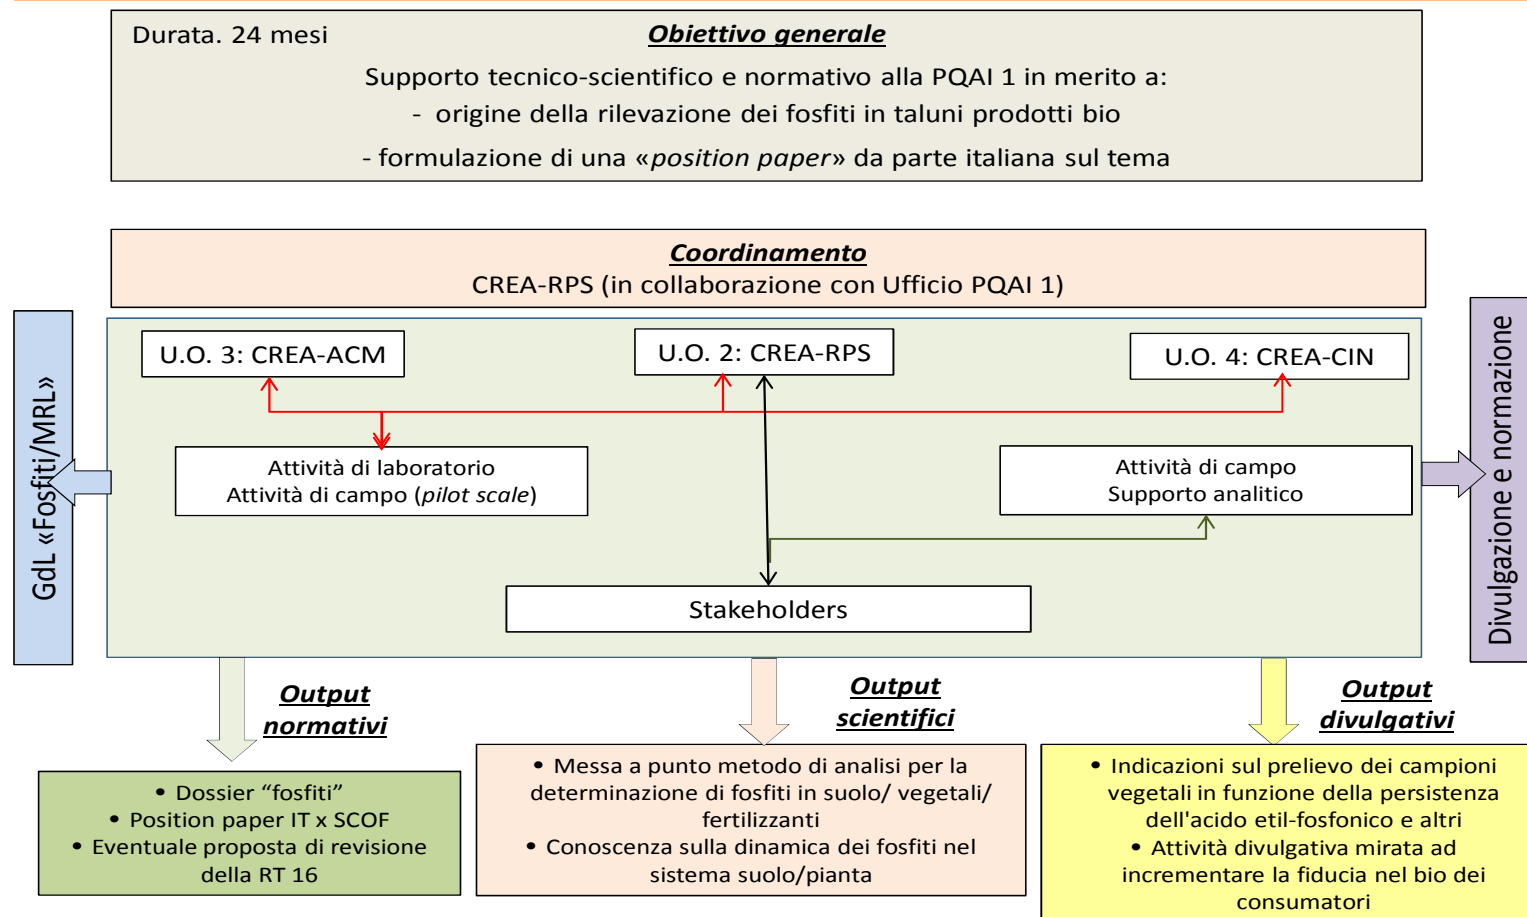 Durata. 24 mesi
Obiettivo generale
Supporto tecnico-scientifico e normativo alla PQAI 1 in merito a:
- origine della rilevazione dei fosfiti in taluni prodotti bio
- formulazione di una «position paper» da parte italiana sul tema
Coordinamento
CREA-RPS (in collaborazione con Ufficio PQAI 1)
GdL «Fosfiti/MRL»
U.O. 3: CREA-ACM
U.O. 2: CREA-RPS
U.O. 4: CREA-CIN
Attività di laboratorio
Attività di campo (pilot scale)
Attività di campo
Supporto analitico
Stakeholders
Divulgazione e normazione
Output
normativi
Output
scientifici
Output
divulgativi
• Dossier “fosfiti”
• Position paper IT x SCOF
• Eventuale proposta di revisione
della RT 16
• Messa a punto metodo di analisi per la
determinazione di fosfiti in suolo/ vegetali/
fertilizzanti
• Conoscenza sulla dinamica dei fosfiti nel
sistema suolo/pianta
• Indicazioni sul prelievo dei campioni
vegetali in funzione della persistenza
dell'acido etil-fosfonico e altri
• Attività divulgativa mirata ad
incrementare la fiducia nel bio dei
consumatori